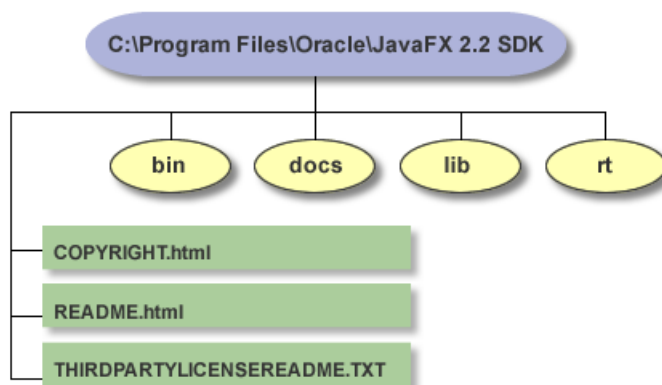 C:\Program Files\Oracle\JavaFX 2.2 SDK
bin
docs
lib
rt
COPYRIGHT.html
README.html
THIRDPARTYLICENSEREADME.TXT